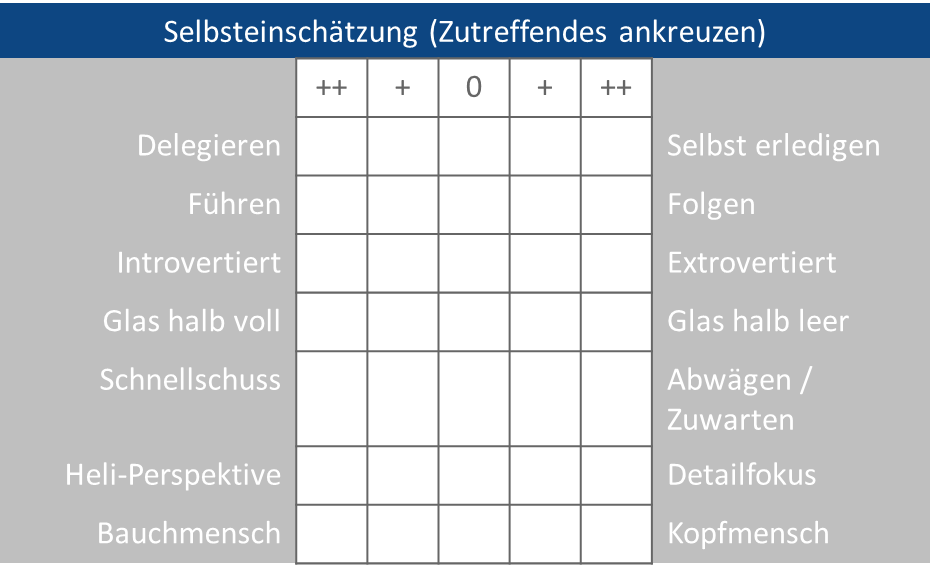 Selbsteinschätzung (Zutreffendes ankreuzen)
++ + 0 + ++
Delegieren Selbst erledigen
Führen Folgen
Introvertiert Extrovertiert
Glas halb voll Glas halb leer
Schnellschuss Abwägen /
Zuwarten
Heli-Perspektive Detailfokus
Bauchmensch Kopfmensch